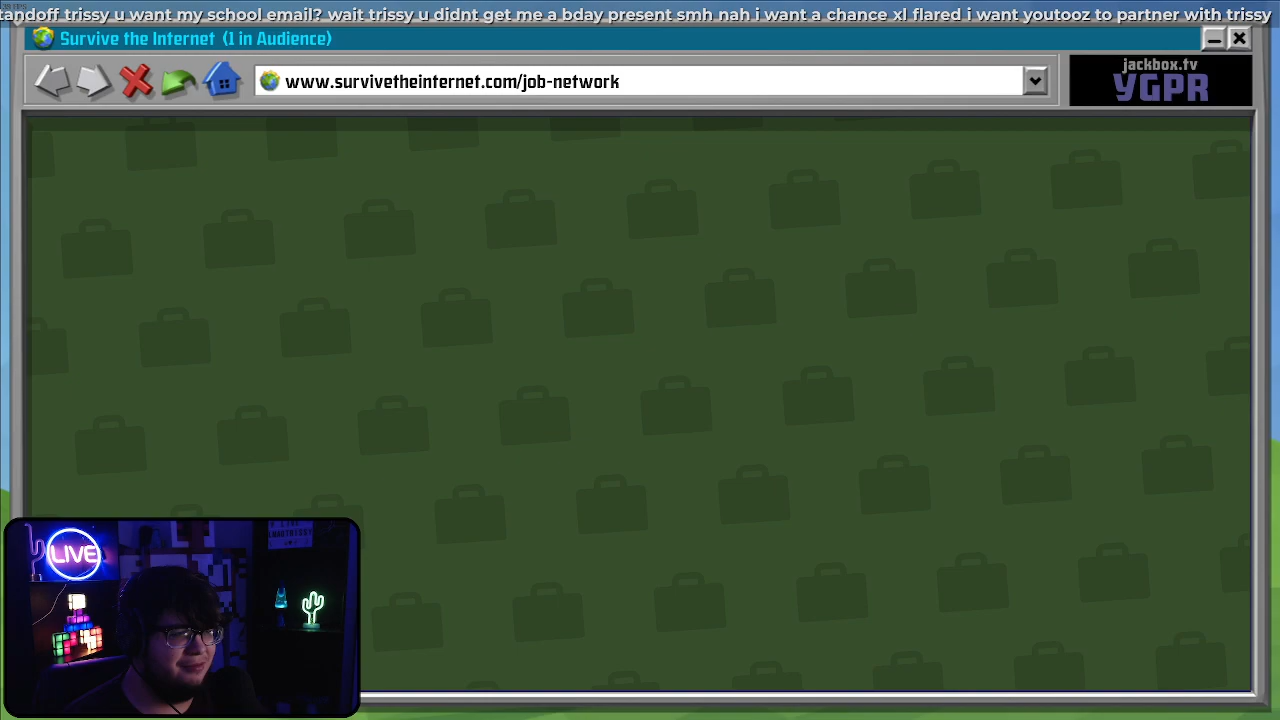 tandoff trissy u want my school email? wait trissy u didnt get me a bday present smh nah i want a chance xl flared i want youtooz to partner with trissy
Survive the Internet (1 in Audience)
www.survivetheinternet.com/job-network
jackbox.tv
YGPR
LIVE